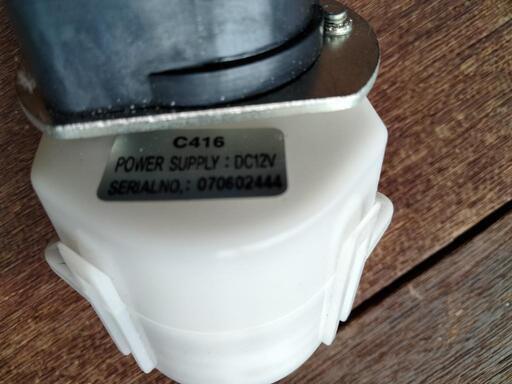 C416
POWER SUPPLY : DC12V
SERIALNO,: 070602444